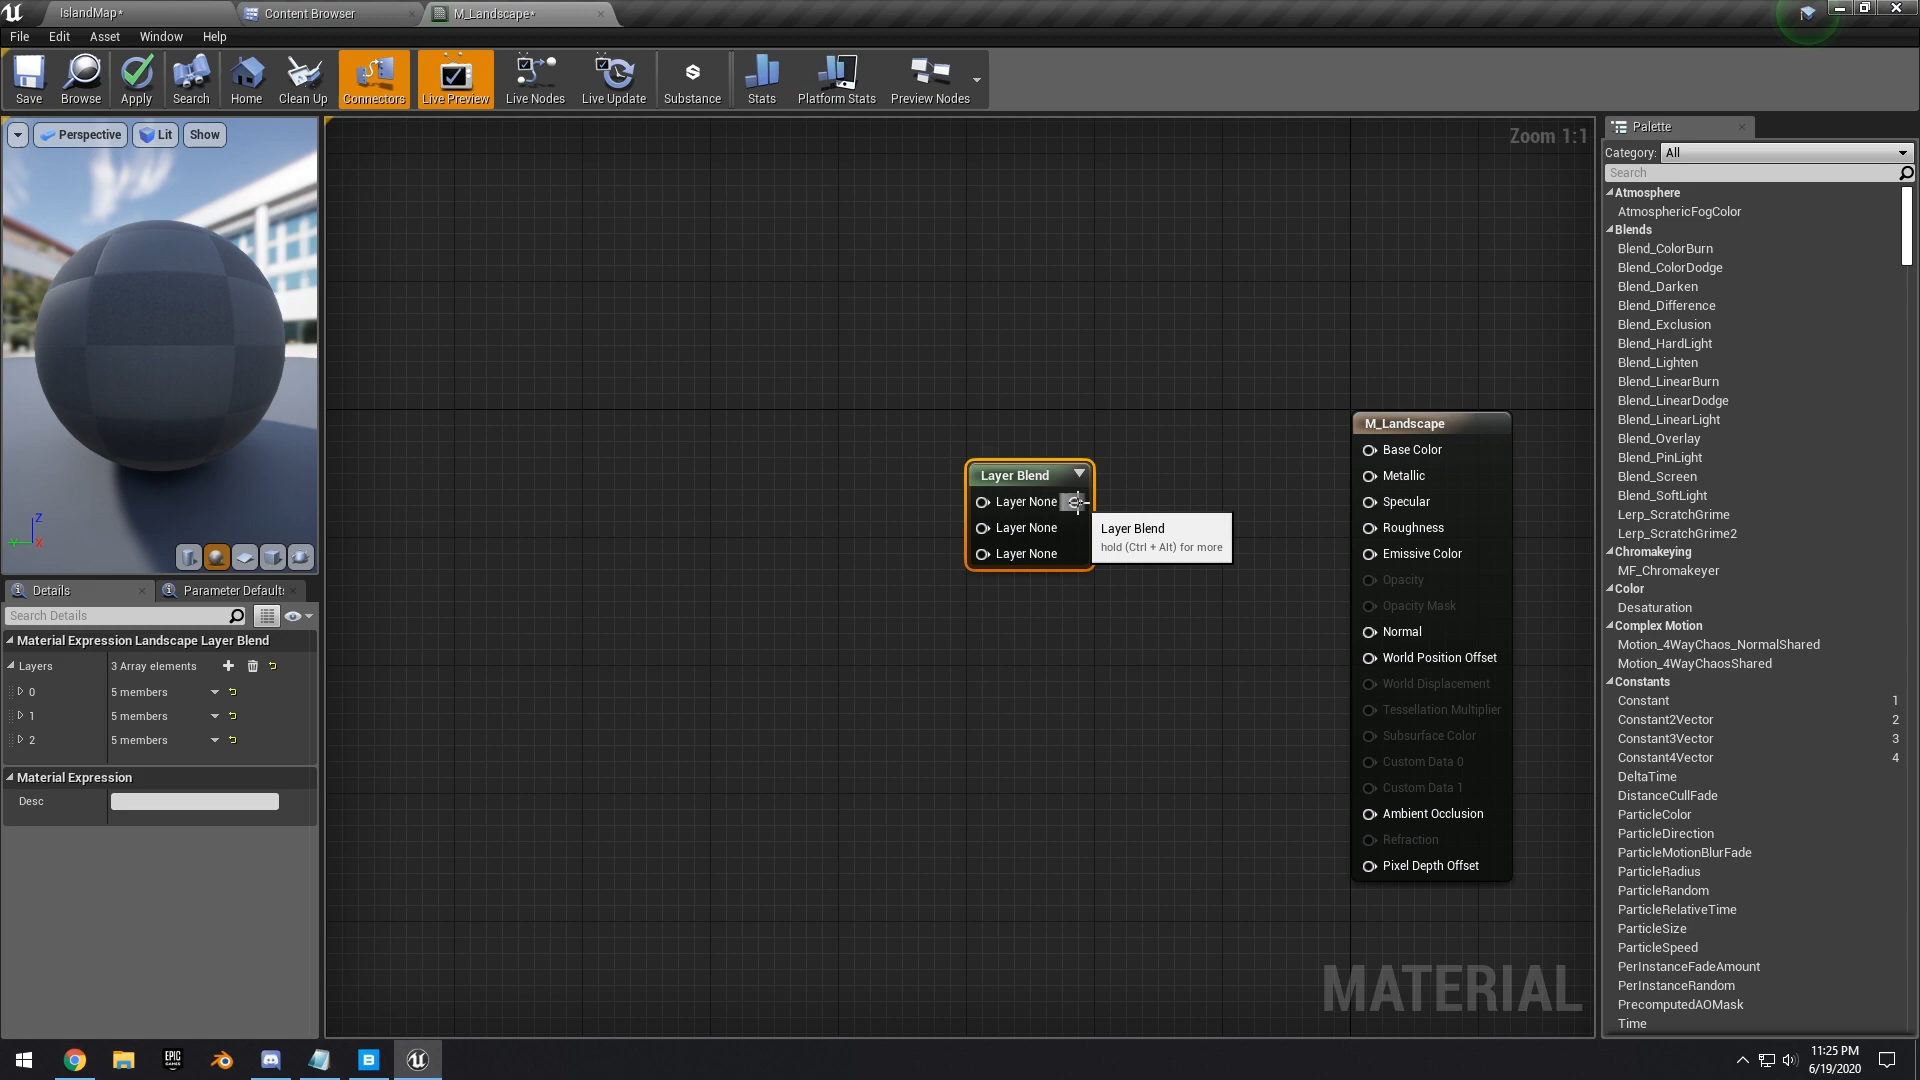 IslandMap*
Content Browser
M_Landscape*
File
Edit
Asset
Window
Help
Save
Browse
Apply
Search
Home
Clean Up
Connectors
Live Preview
Live Nodes
Live Update
Substance
Stats
Platform Stats
Preview Nodes
Perspective
Lit
Show
Zoom 1:1
Z
Y
X
Layer Blend
Layer None
Layer None
Layer None
Layer Blend
hold (Ctrl + Alt) for more
M_Landscape
Base Color
Metallic
Specular
Roughness
Emissive Color
Opacity
Opacity Mask
Normal
World Position Offset
World Displacement
Tessellation Multiplier
Subsurface Color
Custom Data 0
Custom Data 1
Ambient Occlusion
Refraction
Pixel Depth Offset
MATERIAL
Details
Parameter Default
Search Details
Material Expression Landscape Layer Blend
Layers
3 Array elements
0
5 members
1
5 members
2
5 members
Material Expression
Desc
Palette
Category:
All
Search
Atmosphere
AtmosphericFogColor
Blends
Blend_ColorBurn
Blend_ColorDodge
Blend_Darken
Blend_Difference
Blend_Exclusion
Blend_HardLight
Blend_Lighten
Blend_LinearBurn
Blend_LinearDodge
Blend_LinearLight
Blend_Overlay
Blend_PinLight
Blend_Screen
Blend_SoftLight
Lerp_ScratchGrime
Lerp_ScratchGrime2
Chromakeying
MF_Chromakeyer
Color
Desaturation
Complex Motion
Motion_4WayChaos_NormalShared
Motion_4WayChaosShared
Constants
Constant 1
Constant2Vector 2
Constant3Vector 3
Constant4Vector 4
DeltaTime
DistanceCullFade
ParticleColor
ParticleDirection
ParticleMotionBlurFade
ParticleRadius
ParticleRandom
ParticleRelativeTime
ParticleSize
ParticleSpeed
PerInstanceFadeAmount
PerInstanceRandom
PrecomputedAOMask
Time
EPIC
GAMES
11:25 PM
6/19/2020